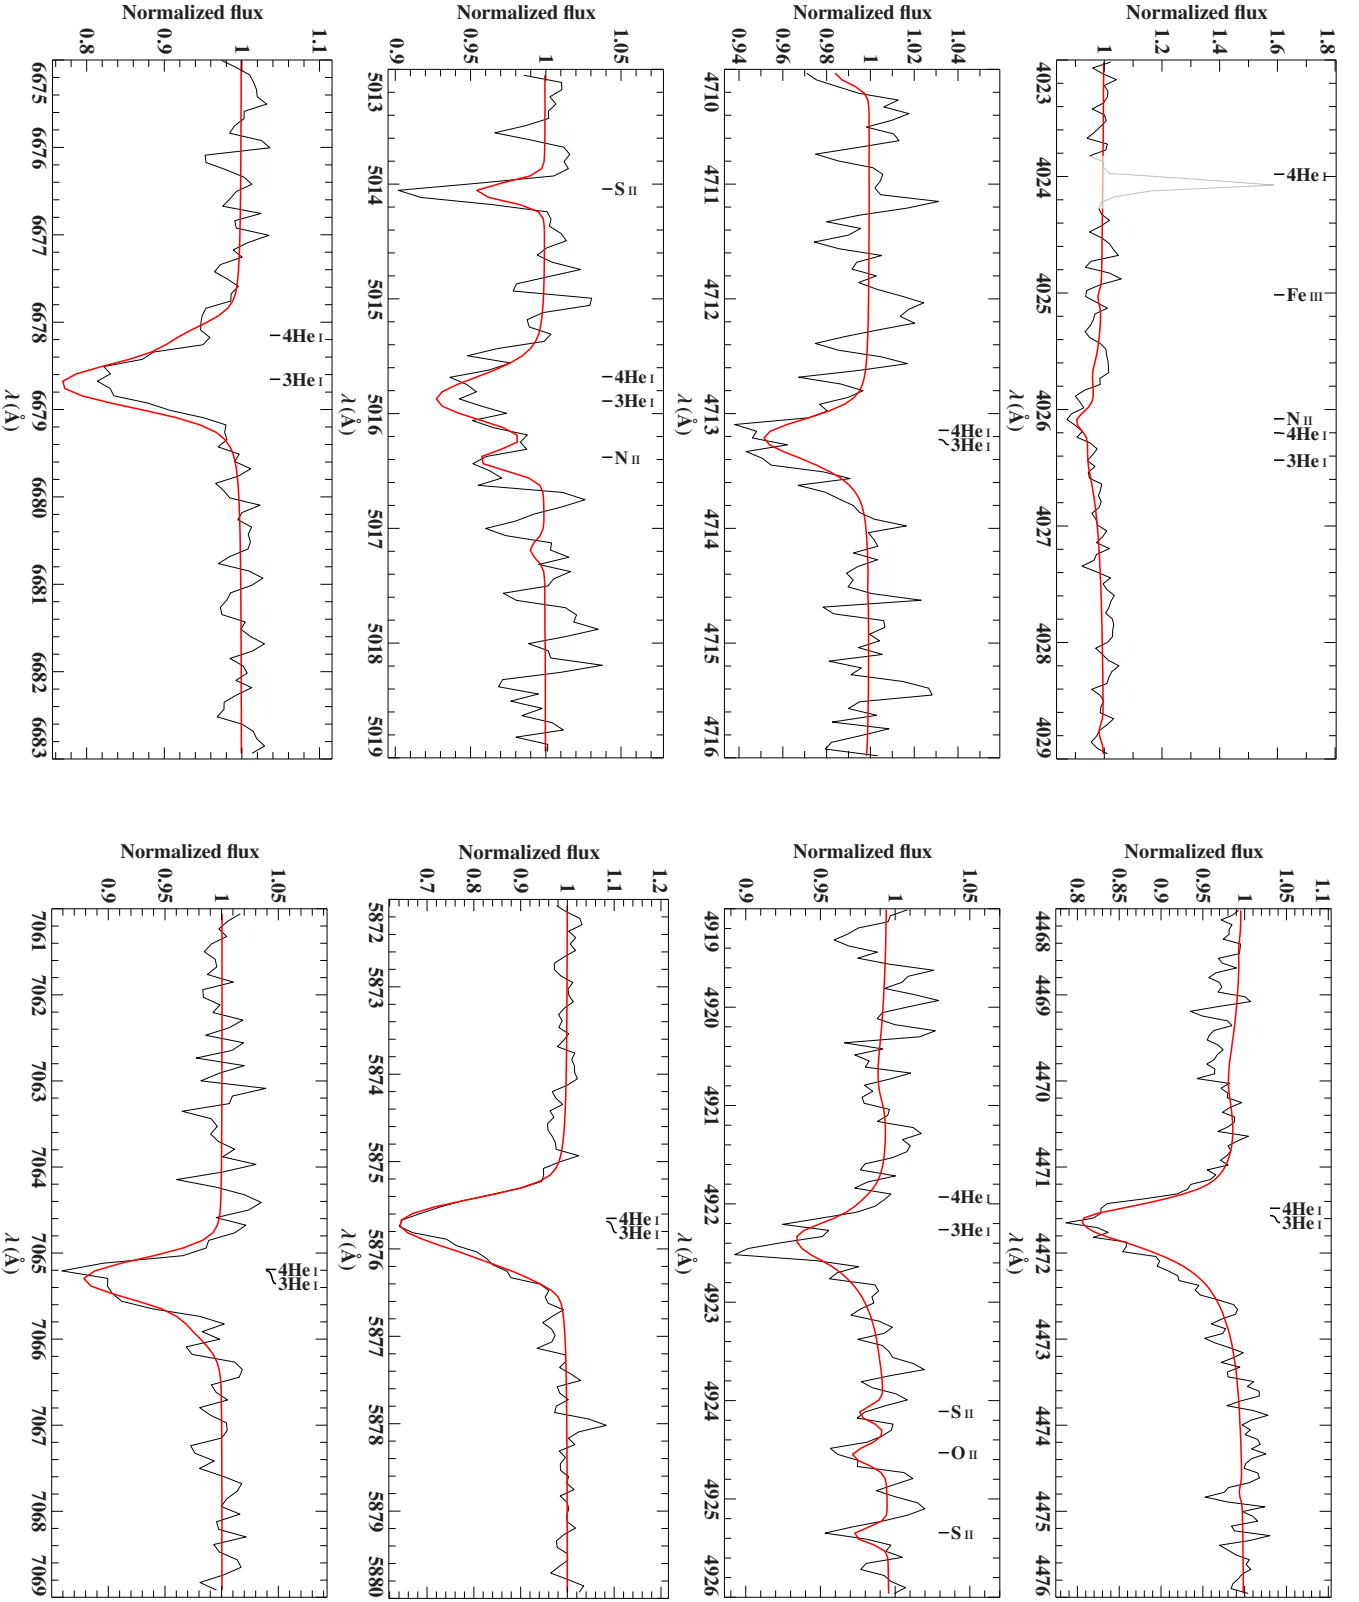 Normalized flux
0.8 0.9 1 1.1
6675 6676 6677 6678 6679 6680 6681 6682 6683
4He I
3He I
λ (Å)
Normalized flux
0.9 0.95 1 1.05
5013 5014 5015 5016 5017 5018 5019
S II
4He I
3He I
N II
λ (Å)
Normalized flux
0.94 0.96 0.98 1 1.02 1.04
4710 4711 4712 4713 4714 4715 4716
4He I
3He I
λ (Å)
Normalized flux
1 1.2 1.4 1.6 1.8
4023 4024 4025 4026 4027 4028 4029
4He I
Fe III
N II
4He I
3He I
λ (Å)
Normalized flux
0.9 0.95 1 1.05
7061 7062 7063 7064 7065 7066 7067 7068 7069
4He I
3He I
λ (Å)
Normalized flux
0.7 0.8 0.9 1 1.1 1.2
5872 5873 5874 5875 5876 5877 5878 5879 5880
4He I
3He I
λ (Å)
Normalized flux
0.9 0.95 1 1.05
4919 4920 4921 4922 4923 4924 4925 4926
4He I
3He I
S II
O II
S II
λ (Å)
Normalized flux
0.8 0.85 0.9 0.95 1 1.05 1.1
4468 4469 4470 4471 4472 4473 4474 4475 4476
4He I
3He I
λ (Å)